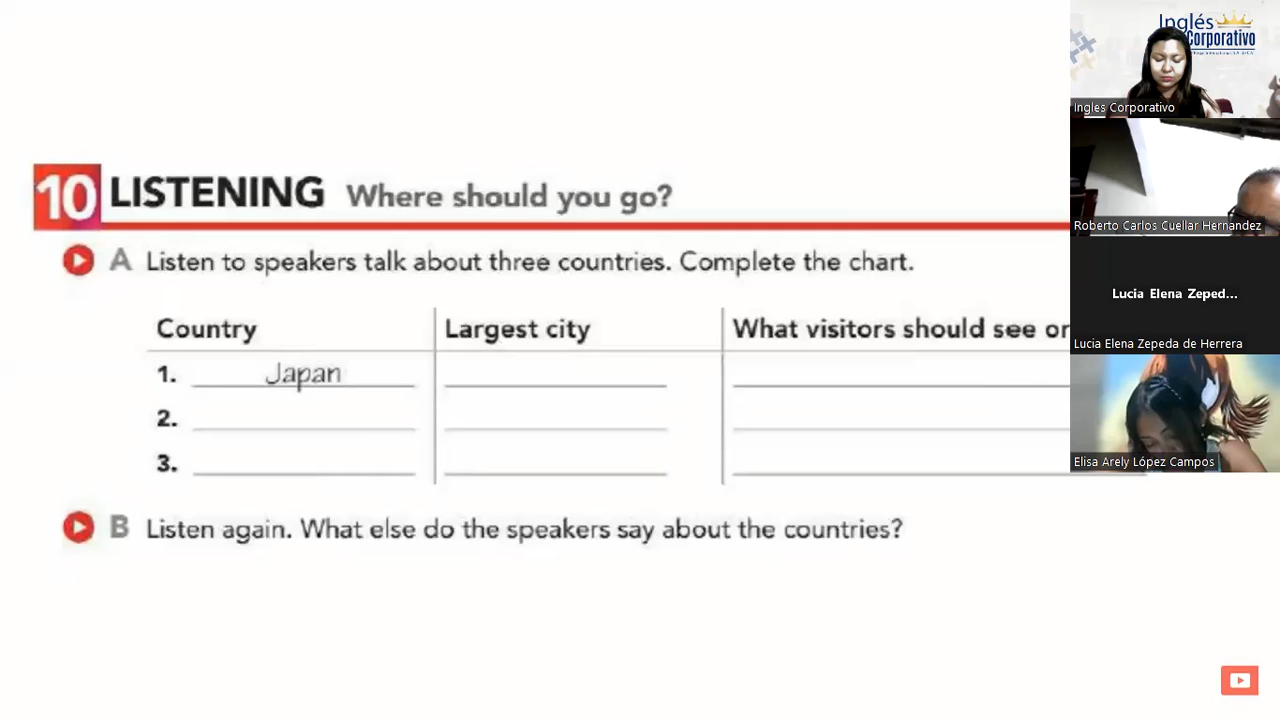 10 LISTENING Where should you go?
A Listen to speakers talk about three countries. Complete the chart.
Country Largest city What visitors should see or
1. Japan
2.
3.
B Listen again. What else do the speakers say about the countries?
Inglés
Corporativo
Ingles Corporativo
Roberto Carlos Cuellar Hernandez
Lucia Elena Zeped...
Lucia Elena Zepeda de Herrera
Elisa Arely López Campos